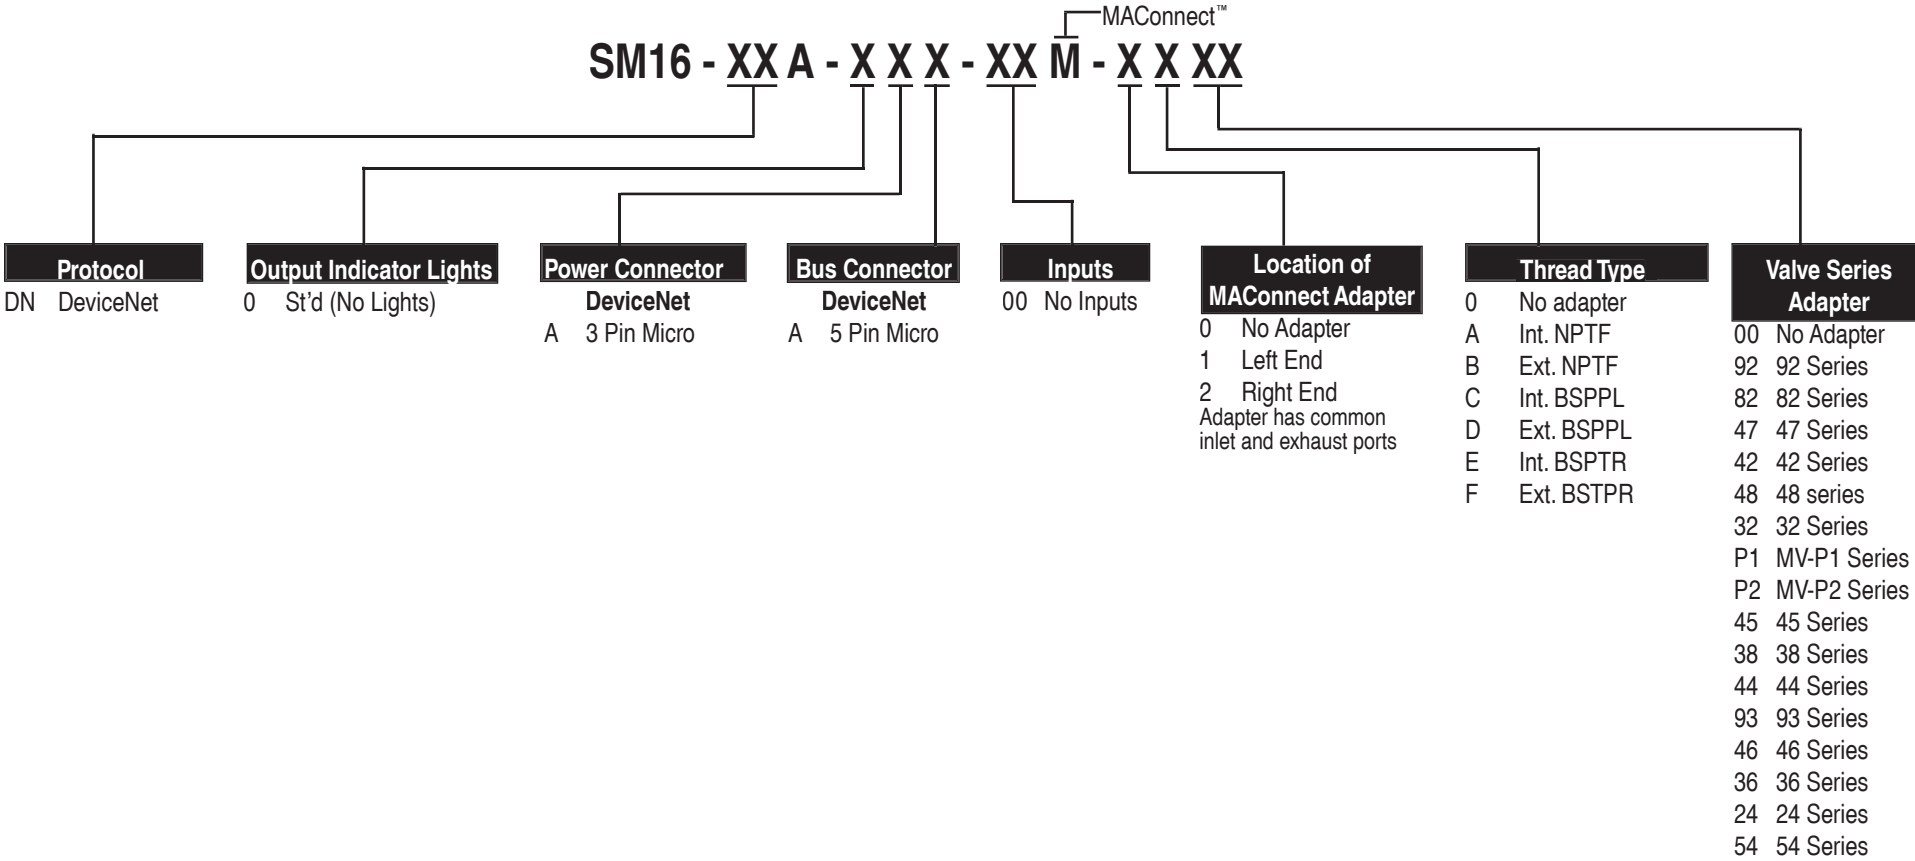 MAConnect™
SM16 - XX A - X X X - XX M - X X XX
Protocol
DN DeviceNet
Output Indicator Lights
0 St'd (No Lights)
Power Connector
DeviceNet
A 3 Pin Micro
Bus Connector
DeviceNet
A 5 Pin Micro
Inputs
00 No Inputs
Location of
MAConnect Adapter
0 No Adapter
1 Left End
2 Right End
Adapter has common
inlet and exhaust ports
Thread Type
0 No adapter
A Int. NPTF
B Ext. NPTF
C Int. BSPPL
D Ext. BSPPL
E Int. BSPTR
F Ext. BSTPR
Valve Series
Adapter
00 No Adapter
92 92 Series
82 82 Series
47 47 Series
42 42 Series
48 48 series
32 32 Series
P1 MV-P1 Series
P2 MV-P2 Series
45 45 Series
38 38 Series
44 44 Series
93 93 Series
46 46 Series
36 36 Series
24 24 Series
54 54 Series